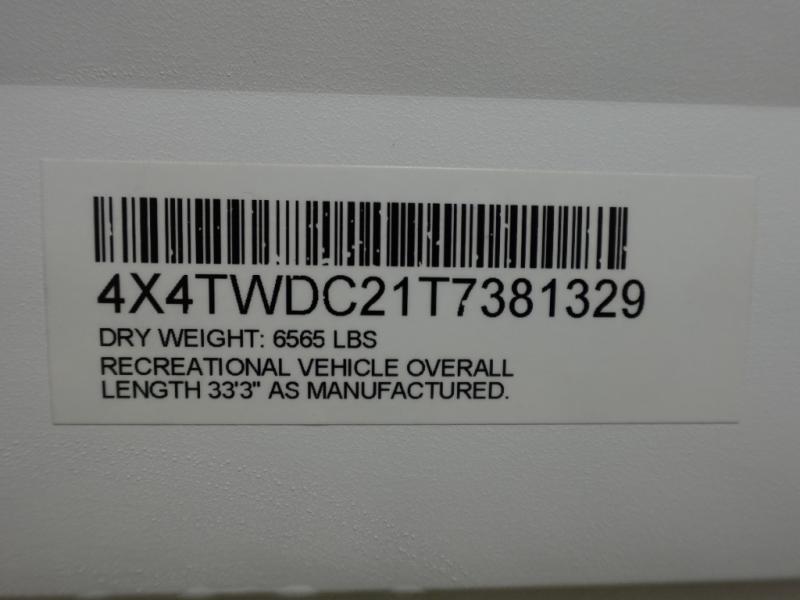 4X4TWDC21T7381329
DRY WEIGHT: 6565 LBS
RECREATIONAL VEHICLE OVERALL
LENGTH 33'3" AS MANUFACTURED.